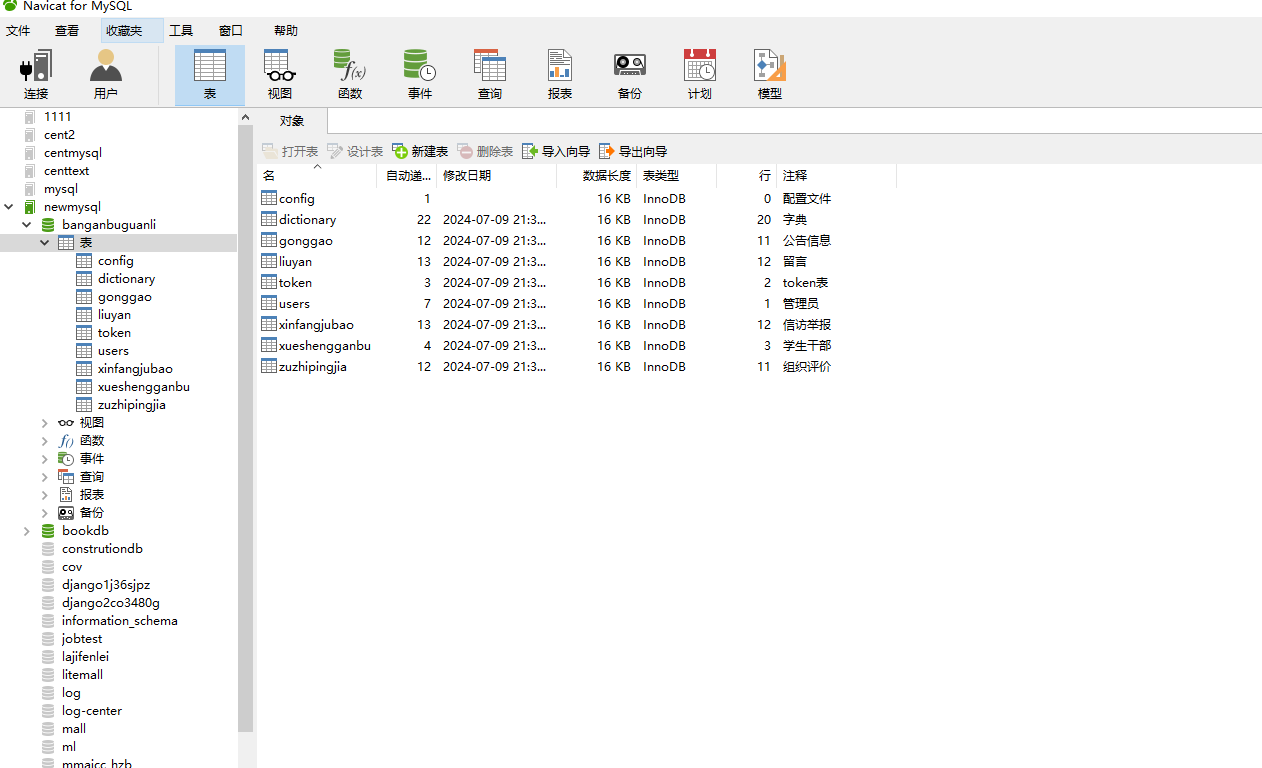 Navicat for MySQL
文件 查看 收藏夹 工具 窗口 帮助
连接 用户 表 视图 函数 事件 查询 报表 备份 计划 模型
1111
cent2
centmysql
centtext
mysql
newmysql
banganbuguanli
表
config
dictionary
gonggao
liuyan
token
users
xinfangjubao
xueshengganbu
zuzhipingjia
视图
函数
事件
查询
报表
备份
bookdb
construtiondb
cov
django1j36sjpz
django2co3480g
information_schema
jobtest
lajifenlei
litemall
log
log-center
mall
ml
mmaicc_hzb
对象
打开表 设计表 新建表 删除表 导入向导 导出向导
名 自动递... 修改日期 数据长度 表类型 行 注释
config 1 16 KB InnoDB 0 配置文件
dictionary 22 2024-07-09 21:3... 16 KB InnoDB 20 字典
gonggao 12 2024-07-09 21:3... 16 KB InnoDB 11 公告信息
liuyan 13 2024-07-09 21:3... 16 KB InnoDB 12 留言
token 3 2024-07-09 21:3... 16 KB InnoDB 2 token表
users 7 2024-07-09 21:3... 16 KB InnoDB 1 管理员
xinfangjubao 13 2024-07-09 21:3... 16 KB InnoDB 12 信访举报
xueshengganbu 4 2024-07-09 21:3... 16 KB InnoDB 3 学生干部
zuzhipingjia 12 2024-07-09 21:3... 16 KB InnoDB 11 组织评价